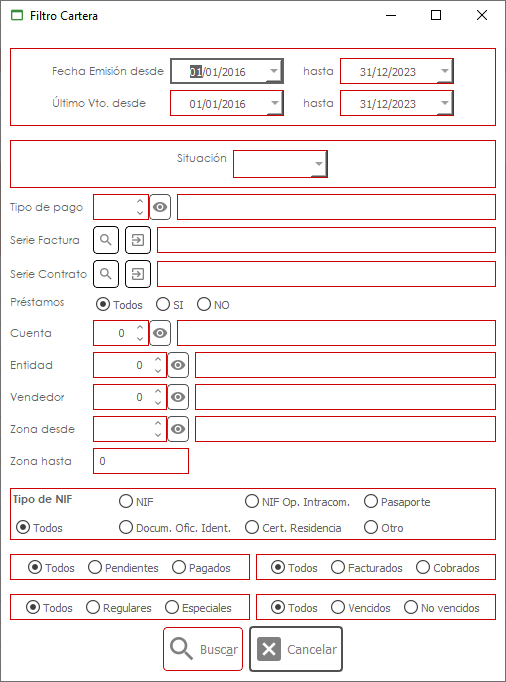 Filtro Cartera
Fecha Emisión desde 01/01/2016 hasta 31/12/2023
Último Vto. desde 01/01/2016 hasta 31/12/2023
Situación
Tipo de pago
Serie Factura
Serie Contrato
Préstamos Todos SI NO
Cuenta 0
Entidad 0
Vendedor 0
Zona desde
Zona hasta 0
Tipo de NIF NIF NIF Op. Intracom. Pasaporte
Todos Docum. Ofic. Ident. Cert. Residencia Otro
Todos Pendientes Pagados Todos Facturados Cobrados
Todos Regulares Especiales Todos Vencidos No vencidos
Buscar Cancelar